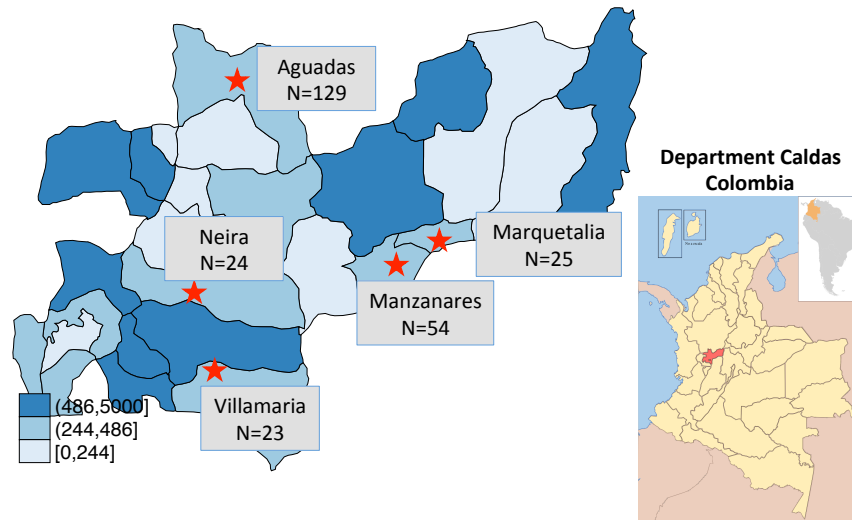 Aguadas
N=129
Neira
N=24
Marquetalia
N=25
Manzanares
N=54
Villamaria
N=23
(486,5000]
(244,486]
[0,244]
Department Caldas
Colombia